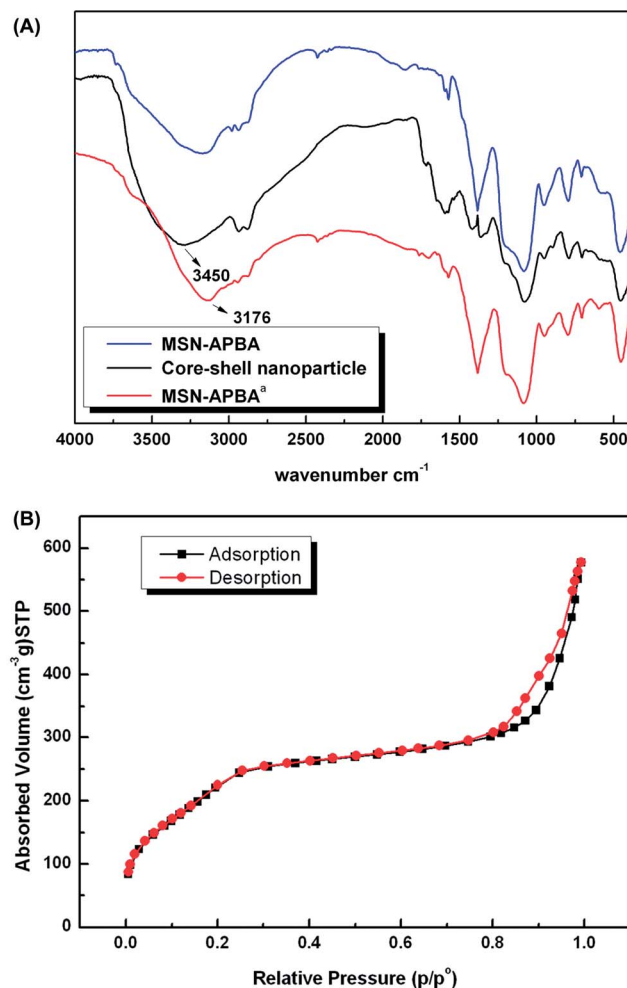 (A)
3450
3176
MSN-APBA
Core-shell nanoparticle
MSN-APBAᵃ
4000 3500 3000 2500 2000 1500 1000 500
wavenumber cm⁻¹
(B)
Adsorption
Desorption
Absorbed Volume (cm⁻³g)STP
600
500
400
300
200
100
0
0.0 0.2 0.4 0.6 0.8 1.0
Relative Pressure (p/pᵒ)